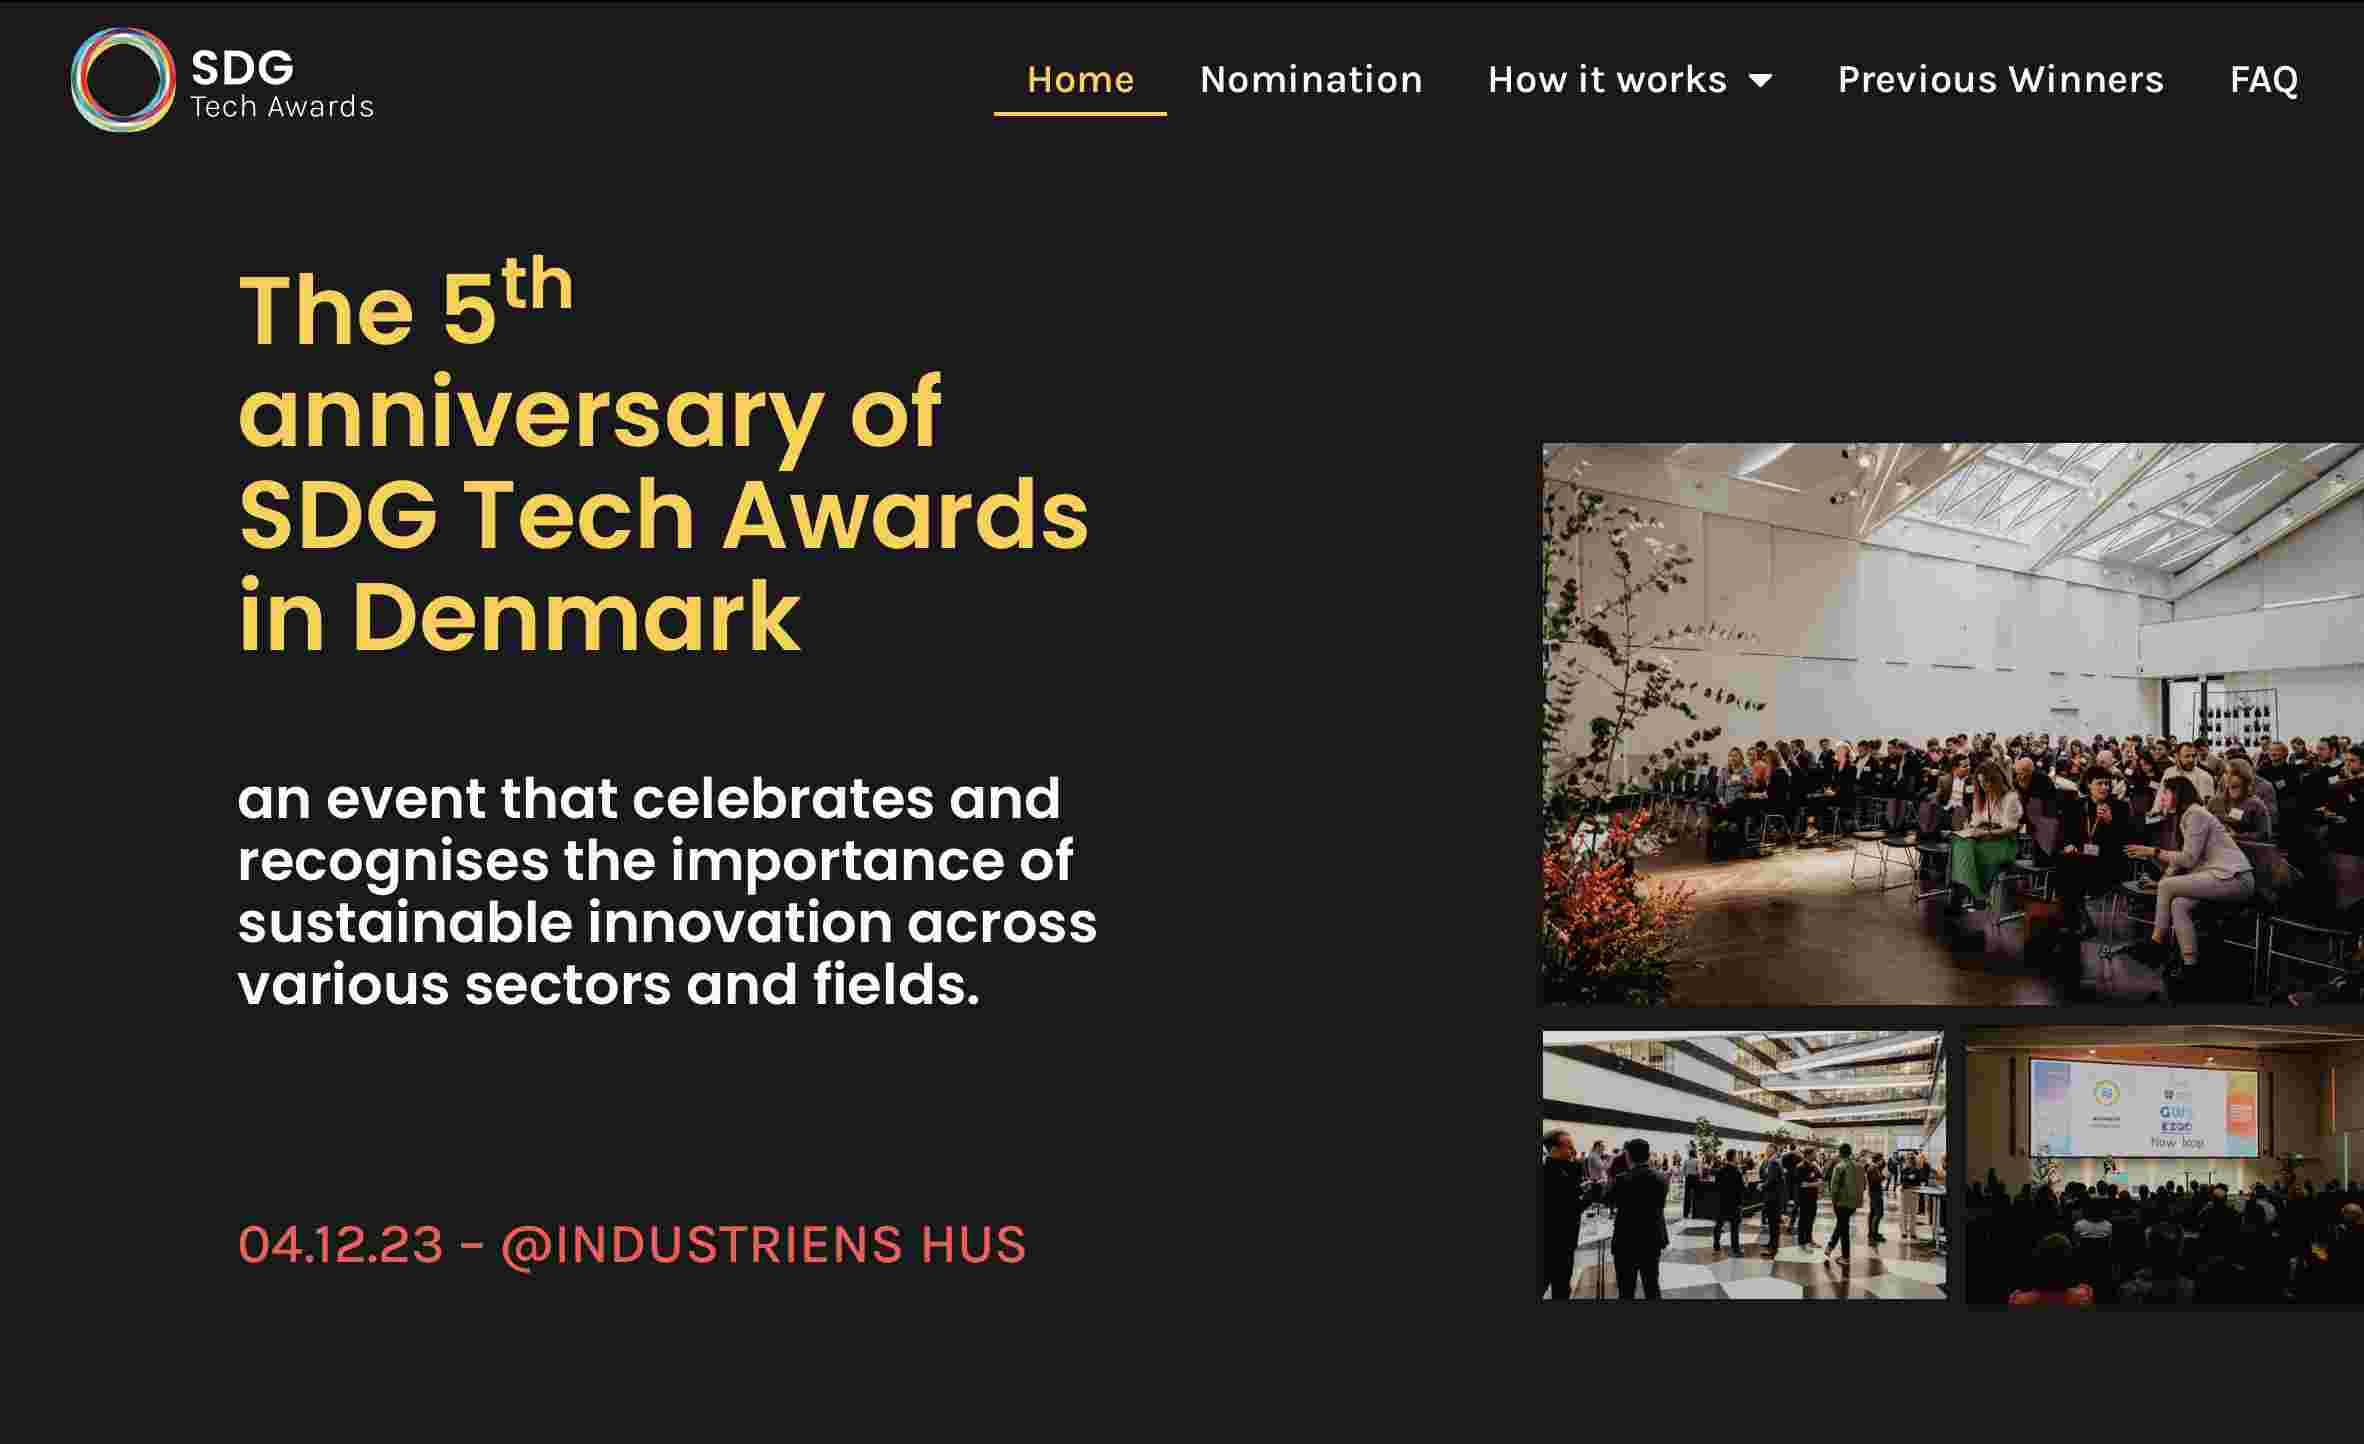 SDG
Tech Awards
Home Nomination How it works Previous Winners FAQ
The 5th
anniversary of
SDG Tech Awards
in Denmark
an event that celebrates and
recognises the importance of
sustainable innovation across
various sectors and fields.
04.12.23 – @INDUSTRIENS HUS